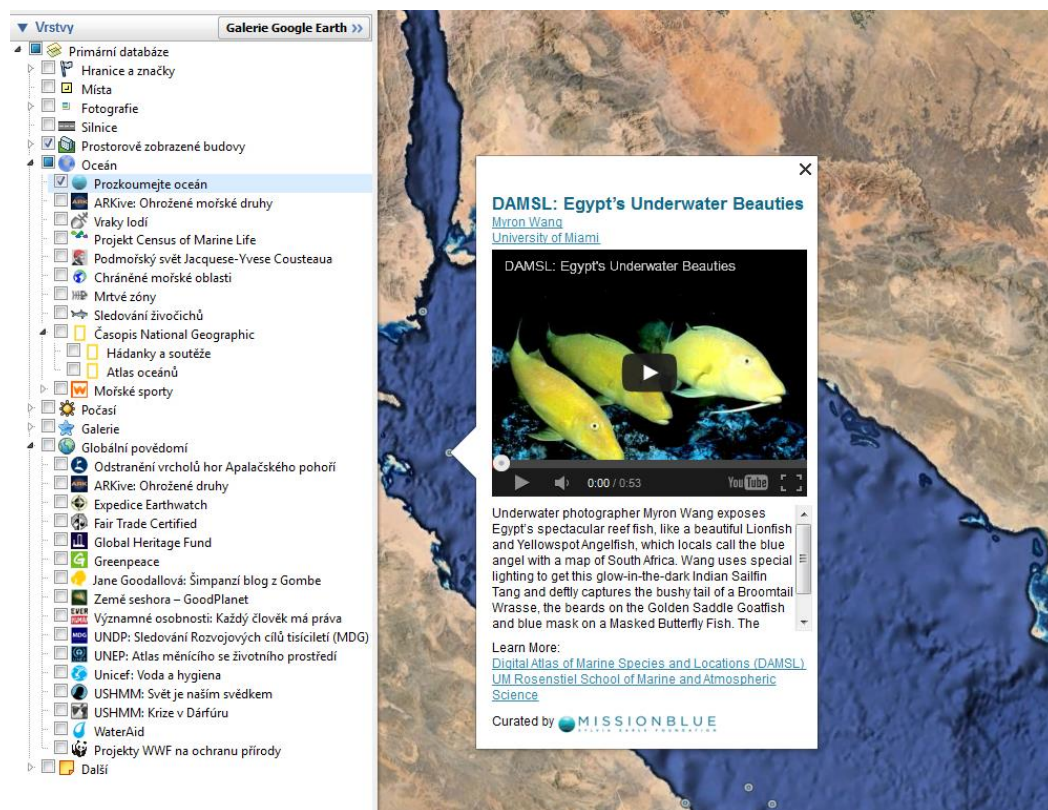 Vrstvy
Galerie Google Earth >>
Primární databáze
Hranice a značky
Místa
Fotografie
Silnice
Prostorově zobrazené budovy
Oceán
Prozkoumejte oceán
ARKive: Ohrožené mořské druhy
Vraky lodí
Projekt Census of Marine Life
Podmořský svět Jacquese-Yvese Cousteaua
Chráněné mořské oblasti
Mrtvé zóny
Sledování živočichů
Časopis National Geographic
Hádanky a soutěže
Atlas oceánů
Mořské sporty
Počasí
Galerie
Globální povědomí
Odstranění vrcholů hor Apalačského pohoří
ARKive: Ohrožené druhy
Expedice Earthwatch
Fair Trade Certified
Global Heritage Fund
Greenpeace
Jane Goodallová: Šimpanzí blog z Gombe
Země seshora – GoodPlanet
Významné osobnosti: Každý člověk má práva
UNDP: Sledování Rozvojových cílů tisíciletí (MDG)
UNEP: Atlas měnícího se životního prostředí
Unicef: Voda a hygiena
USHMM: Svět je naším svědkem
USHMM: Krize v Dárfúru
WaterAid
Projekty WWF na ochranu přírody
Další
DAMSL: Egypt's Underwater Beauties
Myron Wang
University of Miami
DAMSL: Egypt's Underwater Beauties
0:00 / 0:53
YouTube
Underwater photographer Myron Wang exposes
Egypt's spectacular reef fish, like a beautiful Lionfish
and Yellowspot Angelfish, which locals call the blue
angel with a map of South Africa. Wang uses special
lighting to get this glow-in-the-dark Indian Sailfin
Tang and deftly captures the bushy tail of a Broomtail
Wrasse, the beards on the Golden Saddle Goatfish
and blue mask on a Masked Butterfly Fish. The
Learn More:
Digital Atlas of Marine Species and Locations (DAMSL)
UM Rosenstiel School of Marine and Atmospheric
Science
Curated by MISSIONBLUE
SYLVIA EARLE FOUNDATION